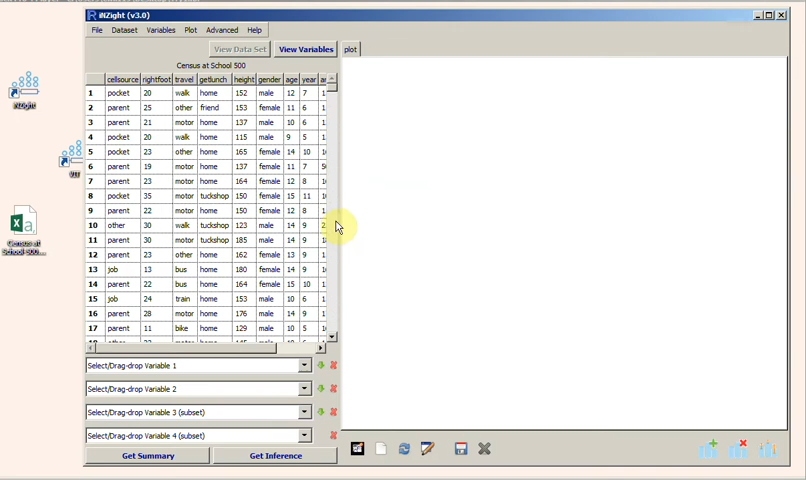 iNZight (v3.0)
File Dataset Variables Plot Advanced Help
View Data Set View Variables plot
Census at School 500
cellsource rightfoot travel getlunch height gender age year
1 pocket 20 walk home 152 male 12 7
2 parent 25 other friend 153 female 11 6
3 parent 21 motor home 137 male 10 6
4 pocket 20 walk home 115 male 9 5
5 pocket 23 other home 165 female 14 10
6 parent 19 motor home 137 female 11 7
7 parent 23 motor home 164 female 12 8
8 pocket 35 motor tuckshop 150 female 15 11
9 parent 22 motor home 150 female 12 8
10 other 30 walk tuckshop 123 male 14 9
11 parent 30 motor tuckshop 185 male 14 9
12 parent 23 other home 162 female 13 9
13 job 13 bus home 180 female 14 9
14 parent 22 bus home 164 female 15 10
15 job 24 train home 153 male 10 6
16 parent 28 motor home 176 male 14 9
17 parent 11 bike home 129 male 10 5
Select/Drag-drop Variable 1
Select/Drag-drop Variable 2
Select/Drag-drop Variable 3 (subset)
Select/Drag-drop Variable 4 (subset)
Get Summary Get Inference
iNZight
VIT
Census at
School 500...